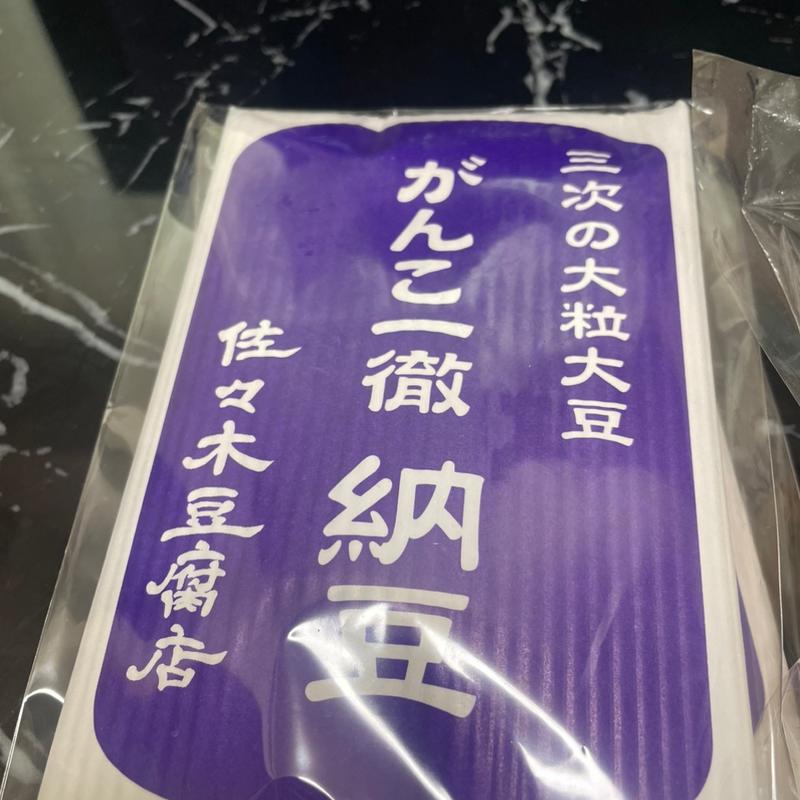 三次の大粒大豆
がんこ一徹 納豆
佐々木豆腐店